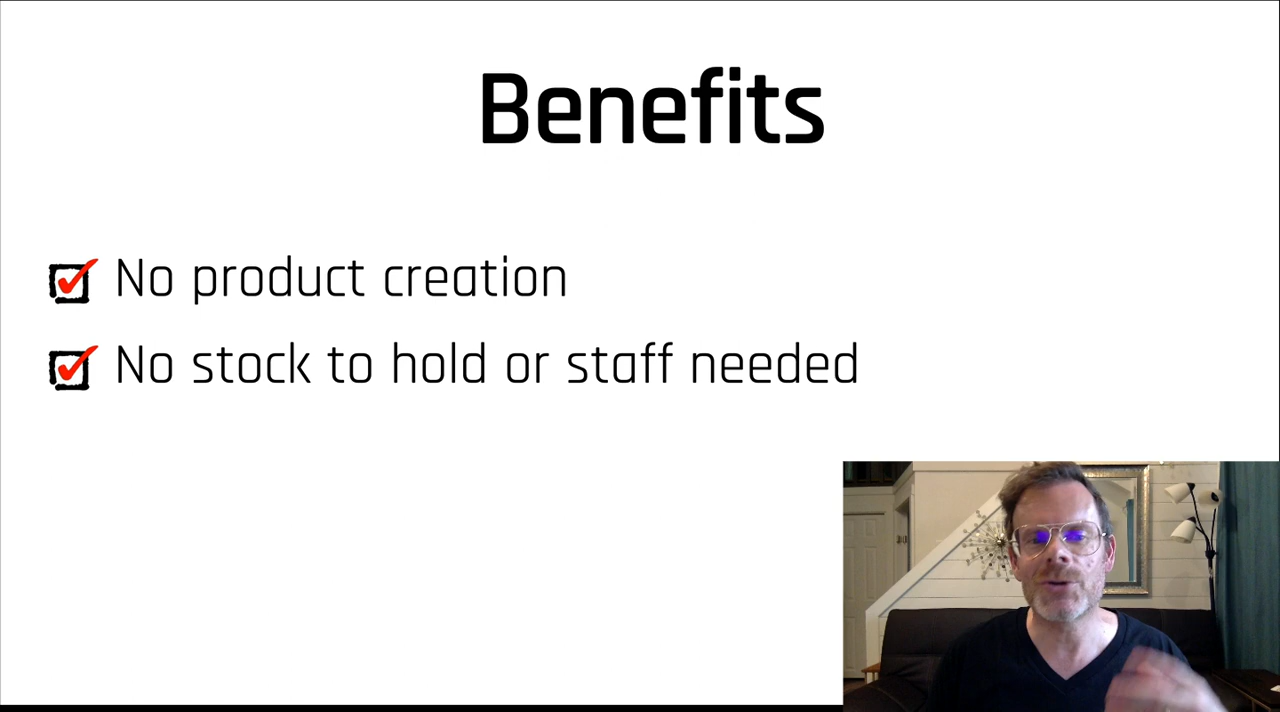 Benefits
No product creation
No stock to hold or staff needed